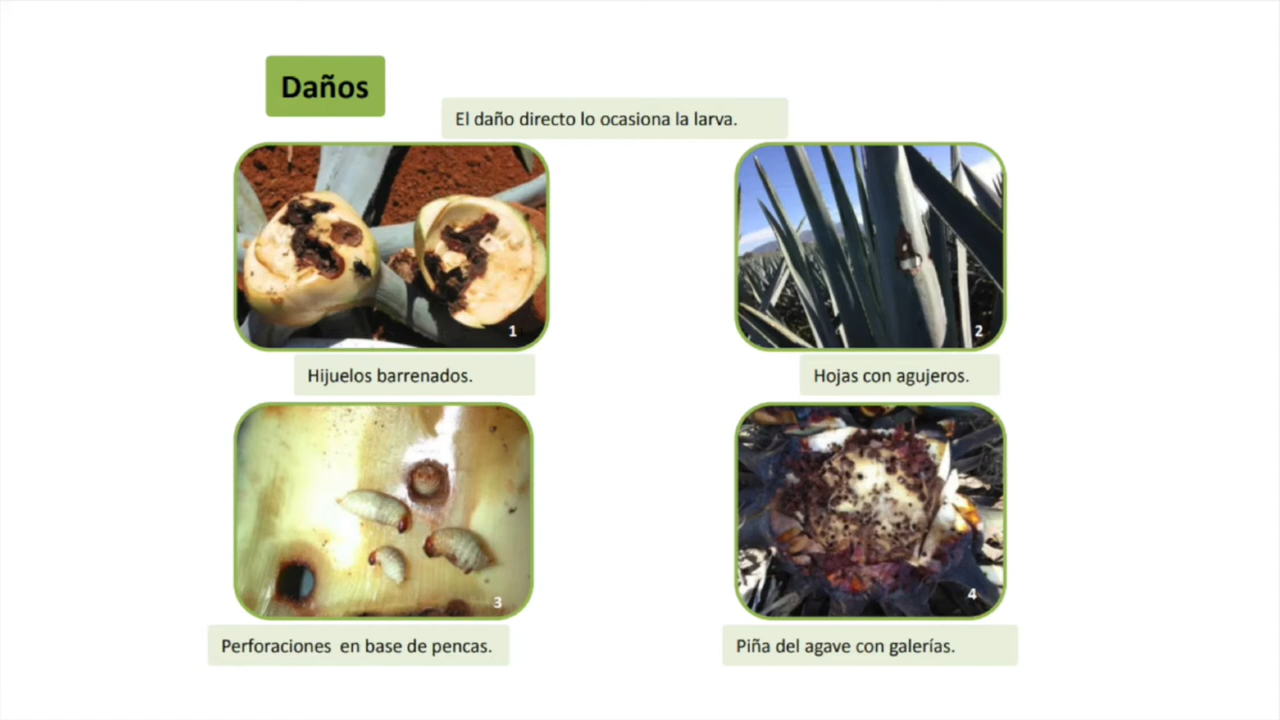 Daños
El daño directo lo ocasiona la larva.
1
2
Hijuelos barrenados.
Hojas con agujeros.
3
4
Perforaciones en base de pencas.
Piña del agave con galerías.